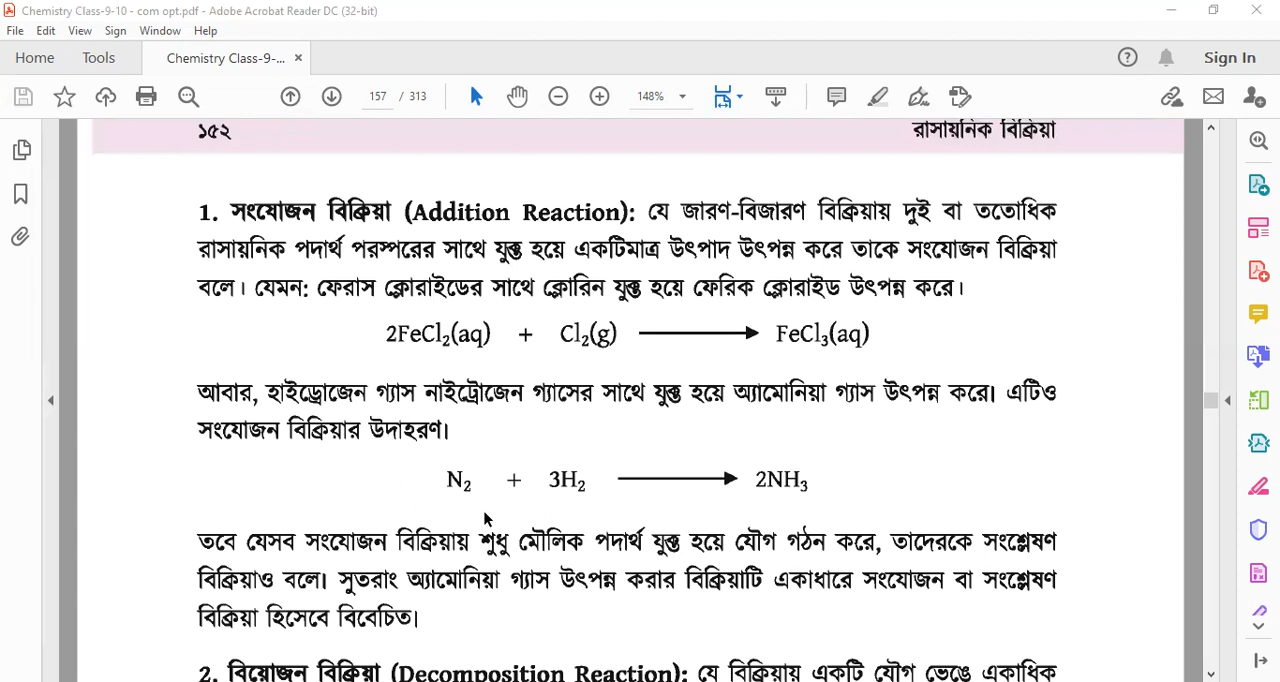 Chemistry Class-9-10 - com opt.pdf - Adobe Acrobat Reader DC (32-bit)
File Edit View Sign Window Help
Home Tools Chemistry Class-9-... × Sign In
157 / 313 148%
১৫২ রাসায়নিক বিক্রিয়া
1. সংযোজন বিক্রিয়া (Addition Reaction): যে জারণ-বিজারণ বিক্রিয়ায় দুই বা ততোধিক
রাসায়নিক পদার্থ পরস্পরের সাথে যুক্ত হয়ে একটিমাত্র উৎপাদ উৎপন্ন করে তাকে সংযোজন বিক্রিয়া
বলে। যেমন: ফেরাস ক্লোরাইডের সাথে ক্লোরিন যুক্ত হয়ে ফেরিক ক্লোরাইড উৎপন্ন করে।
2FeCl₂(aq) + Cl₂(g) ⟶ FeCl₃(aq)
আবার, হাইড্রোজেন গ্যাস নাইট্রোজেন গ্যাসের সাথে যুক্ত হয়ে অ্যামোনিয়া গ্যাস উৎপন্ন করে। এটিও
সংযোজন বিক্রিয়ার উদাহরণ।
N₂ + 3H₂ ⟶ 2NH₃
তবে যেসব সংযোজন বিক্রিয়ায় শুধু মৌলিক পদার্থ যুক্ত হয়ে যৌগ গঠন করে, তাদেরকে সংশ্লেষণ
বিক্রিয়াও বলে। সুতরাং অ্যামোনিয়া গ্যাস উৎপন্ন করার বিক্রিয়াটি একাধারে সংযোজন বা সংশ্লেষণ
বিক্রিয়া হিসেবে বিবেচিত।
2. বিয়োজন বিক্রিয়া (Decomposition Reaction): যে বিক্রিয়ায় একটি যৌগ ভেঙে একাধিক